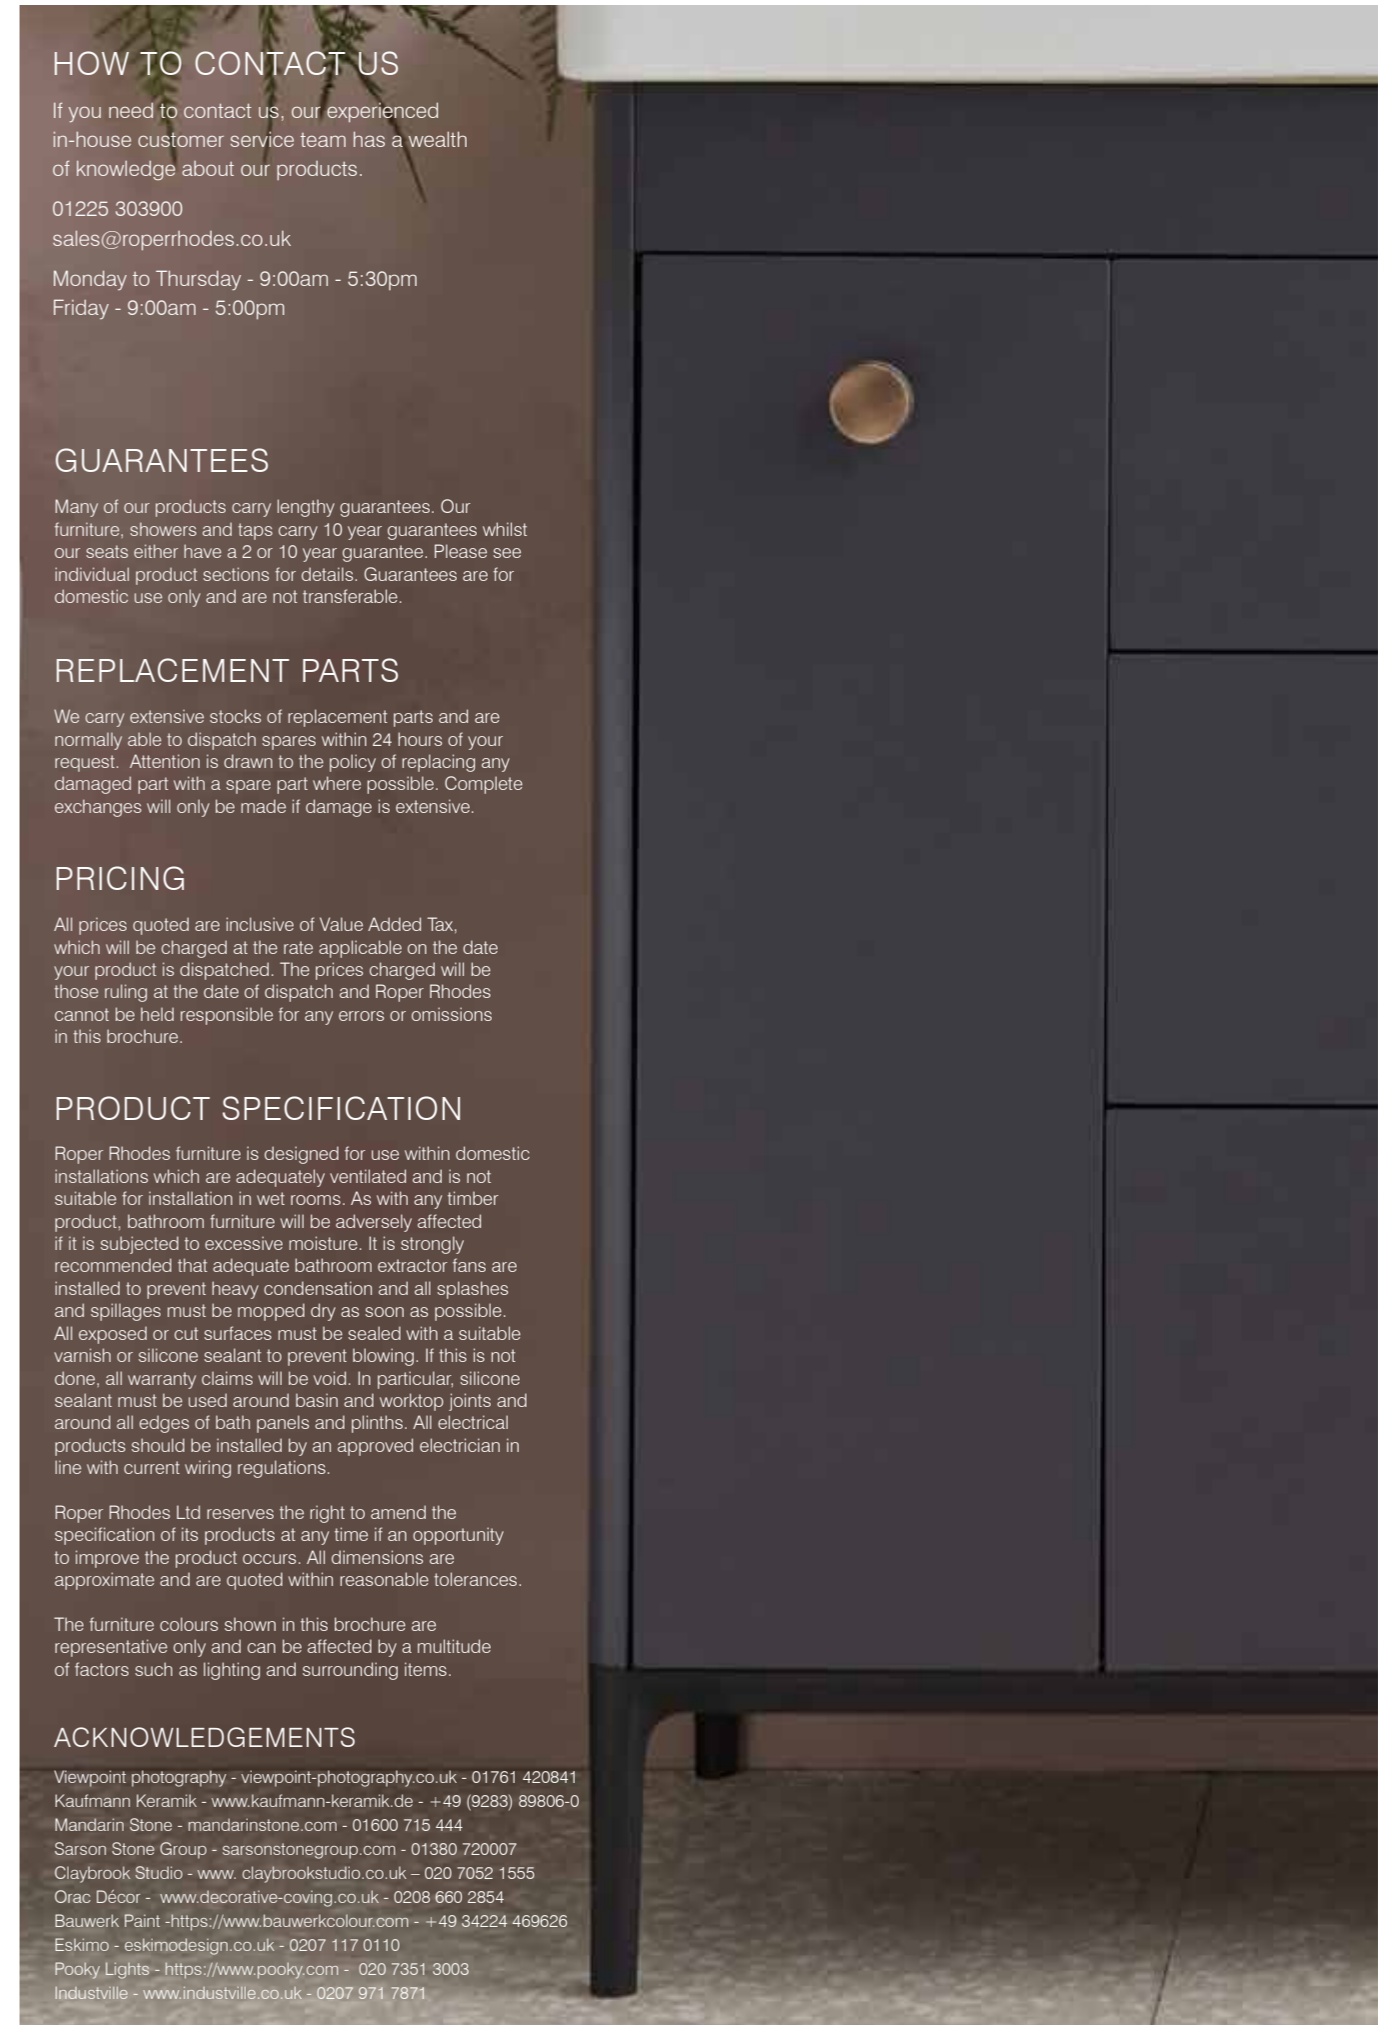 HOW TO CONTACT US
If you need to contact us, our experienced
in-house customer service team has a wealth
of knowledge about our products.
01225 303900
sales@roperrhodes.co.uk
Monday to Thursday - 9:00am - 5:30pm
Friday - 9:00am - 5:00pm
GUARANTEES
Many of our products carry lengthy guarantees. Our
furniture, showers and taps carry 10 year guarantees whilst
our seats either have a 2 or 10 year guarantee. Please see
individual product sections for details. Guarantees are for
domestic use only and are not transferable.
REPLACEMENT PARTS
We carry extensive stocks of replacement parts and are
normally able to dispatch spares within 24 hours of your
request.  Attention is drawn to the policy of replacing any
damaged part with a spare part where possible. Complete
exchanges will only be made if damage is extensive.
PRICING
All prices quoted are inclusive of Value Added Tax,
which will be charged at the rate applicable on the date
your product is dispatched. The prices charged will be
those ruling at the date of dispatch and Roper Rhodes
cannot be held responsible for any errors or omissions
in this brochure.
PRODUCT SPECIFICATION
Roper Rhodes furniture is designed for use within domestic
installations which are adequately ventilated and is not
suitable for installation in wet rooms. As with any timber
product, bathroom furniture will be adversely affected
if it is subjected to excessive moisture. It is strongly
recommended that adequate bathroom extractor fans are
installed to prevent heavy condensation and all splashes
and spillages must be mopped dry as soon as possible.
All exposed or cut surfaces must be sealed with a suitable
varnish or silicone sealant to prevent blowing. If this is not
done, all warranty claims will be void. In particular, silicone
sealant must be used around basin and worktop joints and
around all edges of bath panels and plinths. All electrical
products should be installed by an approved electrician in
line with current wiring regulations.
Roper Rhodes Ltd reserves the right to amend the
specification of its products at any time if an opportunity
to improve the product occurs. All dimensions are
approximate and are quoted within reasonable tolerances.
The furniture colours shown in this brochure are
representative only and can be affected by a multitude
of factors such as lighting and surrounding items.
ACKNOWLEDGEMENTS
Viewpoint photography - viewpoint-photography.co.uk - 01761 420841
Kaufmann Keramik - www.kaufmann-keramik.de - +49 (9283) 89806-0
Mandarin Stone - mandarinstone.com - 01600 715 444
Sarson Stone Group - sarsonstonegroup.com - 01380 720007
Claybrook Studio - www. claybrookstudio.co.uk – 020 7052 1555
Orac Décor -  www.decorative-coving.co.uk - 0208 660 2854
Bauwerk Paint -https://www.bauwerkcolour.com - +49 34224 469626
Eskimo - eskimodesign.co.uk - 0207 117 0110
Pooky Lights - https://www.pooky.com -  020 7351 3003
Industville - www.industville.co.uk - 0207 971 7871